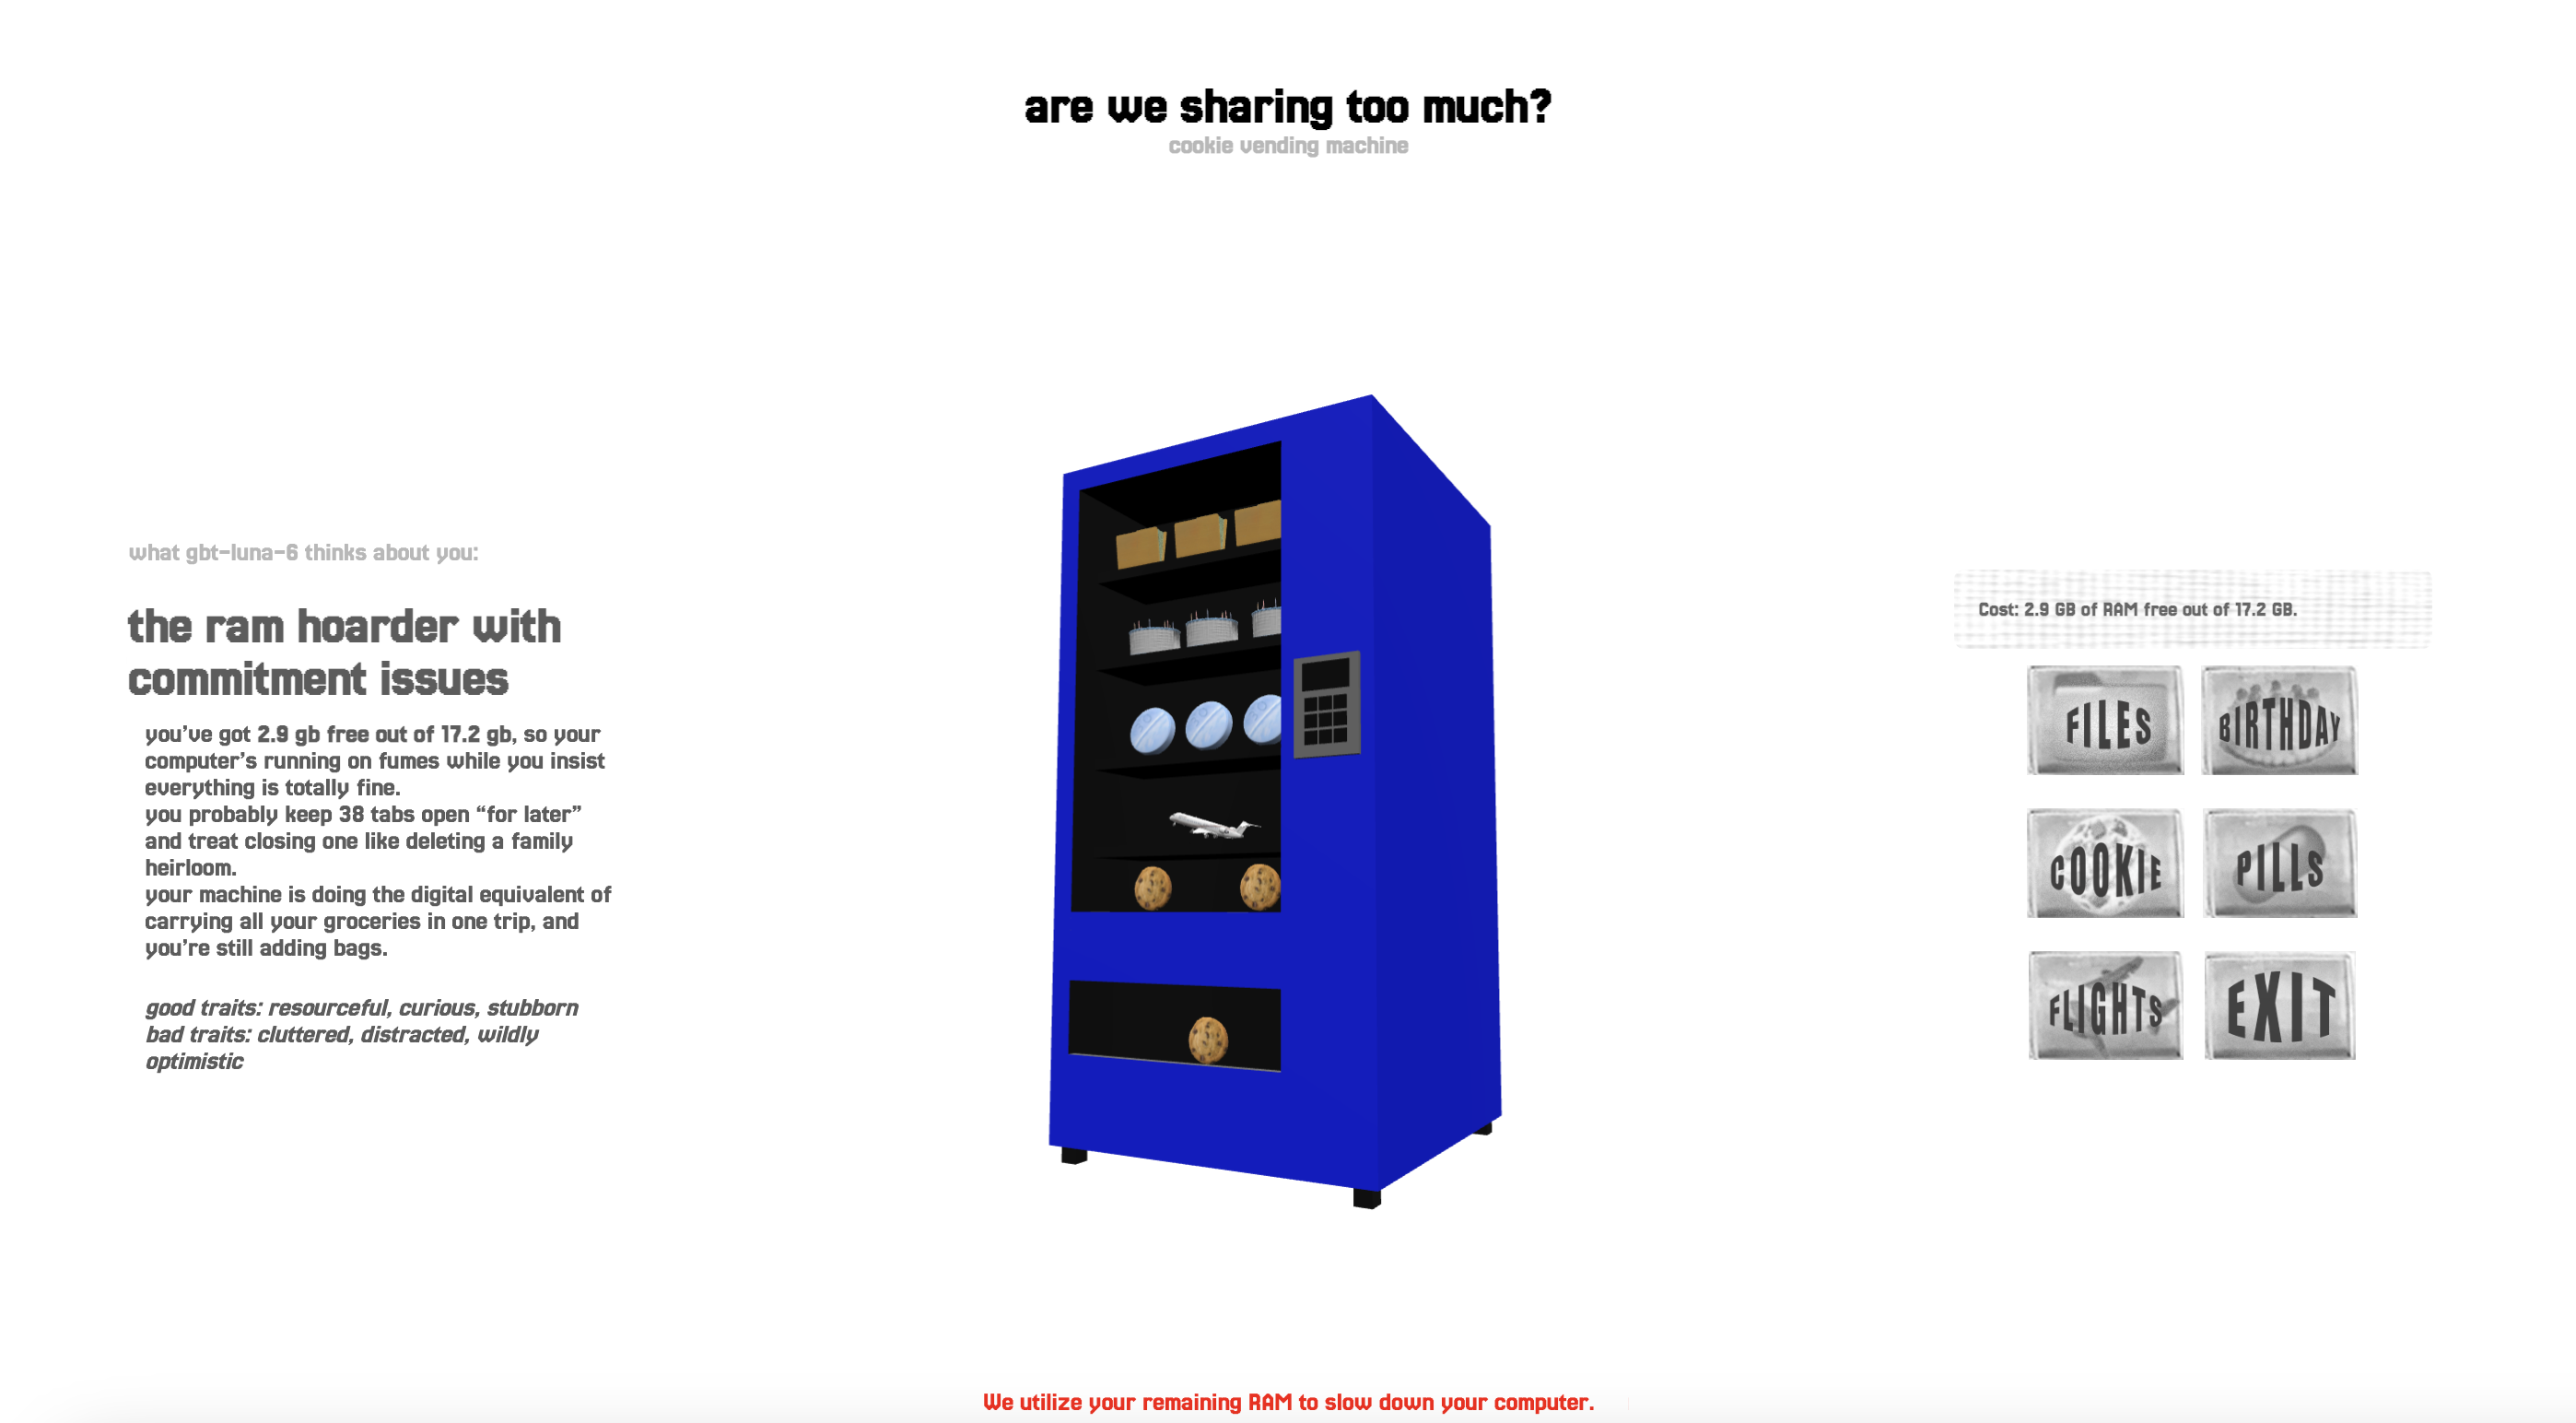 are we sharing too much?
cookie vending machine
what gbt-luna-6 thinks about you:
the ram hoarder with
commitment issues
you've got 2.9 gb free out of 17.2 gb, so your
computer's running on fumes while you insist
everything is totally fine.
you probably keep 38 tabs open “for later”
and treat closing one like deleting a family
heirloom.
your machine is doing the digital equivalent of
carrying all your groceries in one trip, and
you're still adding bags.
good traits: resourceful, curious, stubborn
bad traits: cluttered, distracted, wildly
optimistic
Cost: 2.9 GB of RAM free out of 17.2 GB.
FILES
BIRTHDAY
COOKIE
PILLS
FLIGHTS
EXIT
We utilize your remaining RAM to slow down your computer.